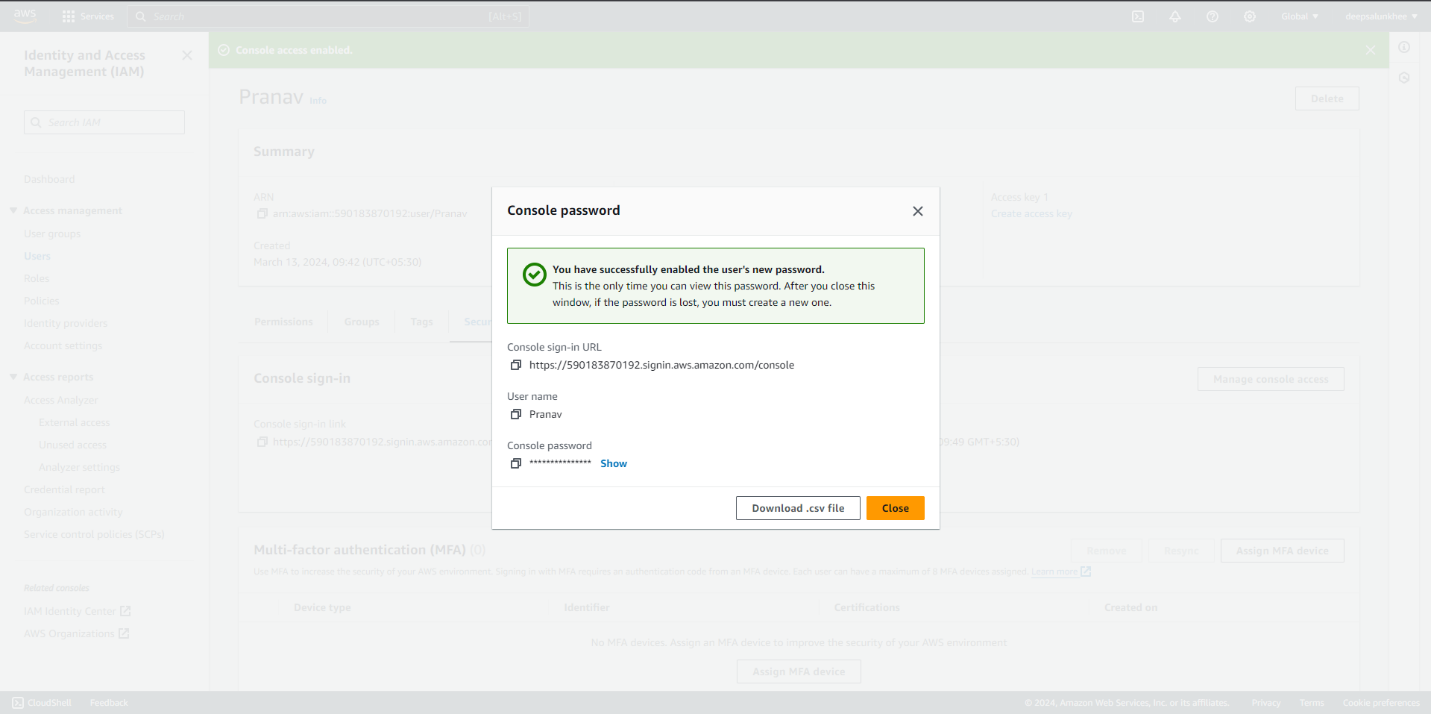 aws
Services
Search
[Alt+S]
Global
deepsalunkhee
Identity and Access
Management (IAM)
Search IAM
Dashboard
Access management
User groups
Users
Roles
Policies
Identity providers
Account settings
Access reports
Access Analyzer
External access
Unused access
Analyzer settings
Credential report
Organization activity
Service control policies (SCPs)
Related consoles
IAM Identity Center
AWS Organizations
Console access enabled.
Pranav Info
Delete
Summary
ARN
arn:aws:iam::590183870192:user/Pranav
Created
March 13, 2024, 09:42 (UTC+05:30)
Access key 1
Create access key
Permissions
Groups
Tags
Secur
Console sign-in
Manage console access
Console sign-in link
https://590183870192.signin.aws.amazon.co
09:49 GMT+5:30)
Console password
You have successfully enabled the user's new password.
This is the only time you can view this password. After you close this
window, if the password is lost, you must create a new one.
Console sign-in URL
https://590183870192.signin.aws.amazon.com/console
User name
Pranav
Console password
*************** Show
Download .csv file
Close
Multi-factor authentication (MFA) (0)
Remove
Resync
Assign MFA device
Use MFA to increase the security of your AWS environment. Signing in with MFA requires an authentication code from an MFA device. Each user can have a maximum of 8 MFA devices assigned. Learn more
Device type
Identifier
Certifications
Created on
No MFA devices. Assign an MFA device to improve the security of your AWS environment
Assign MFA device
CloudShell
Feedback
© 2024, Amazon Web Services, Inc. or its affiliates.
Privacy
Terms
Cookie preferences